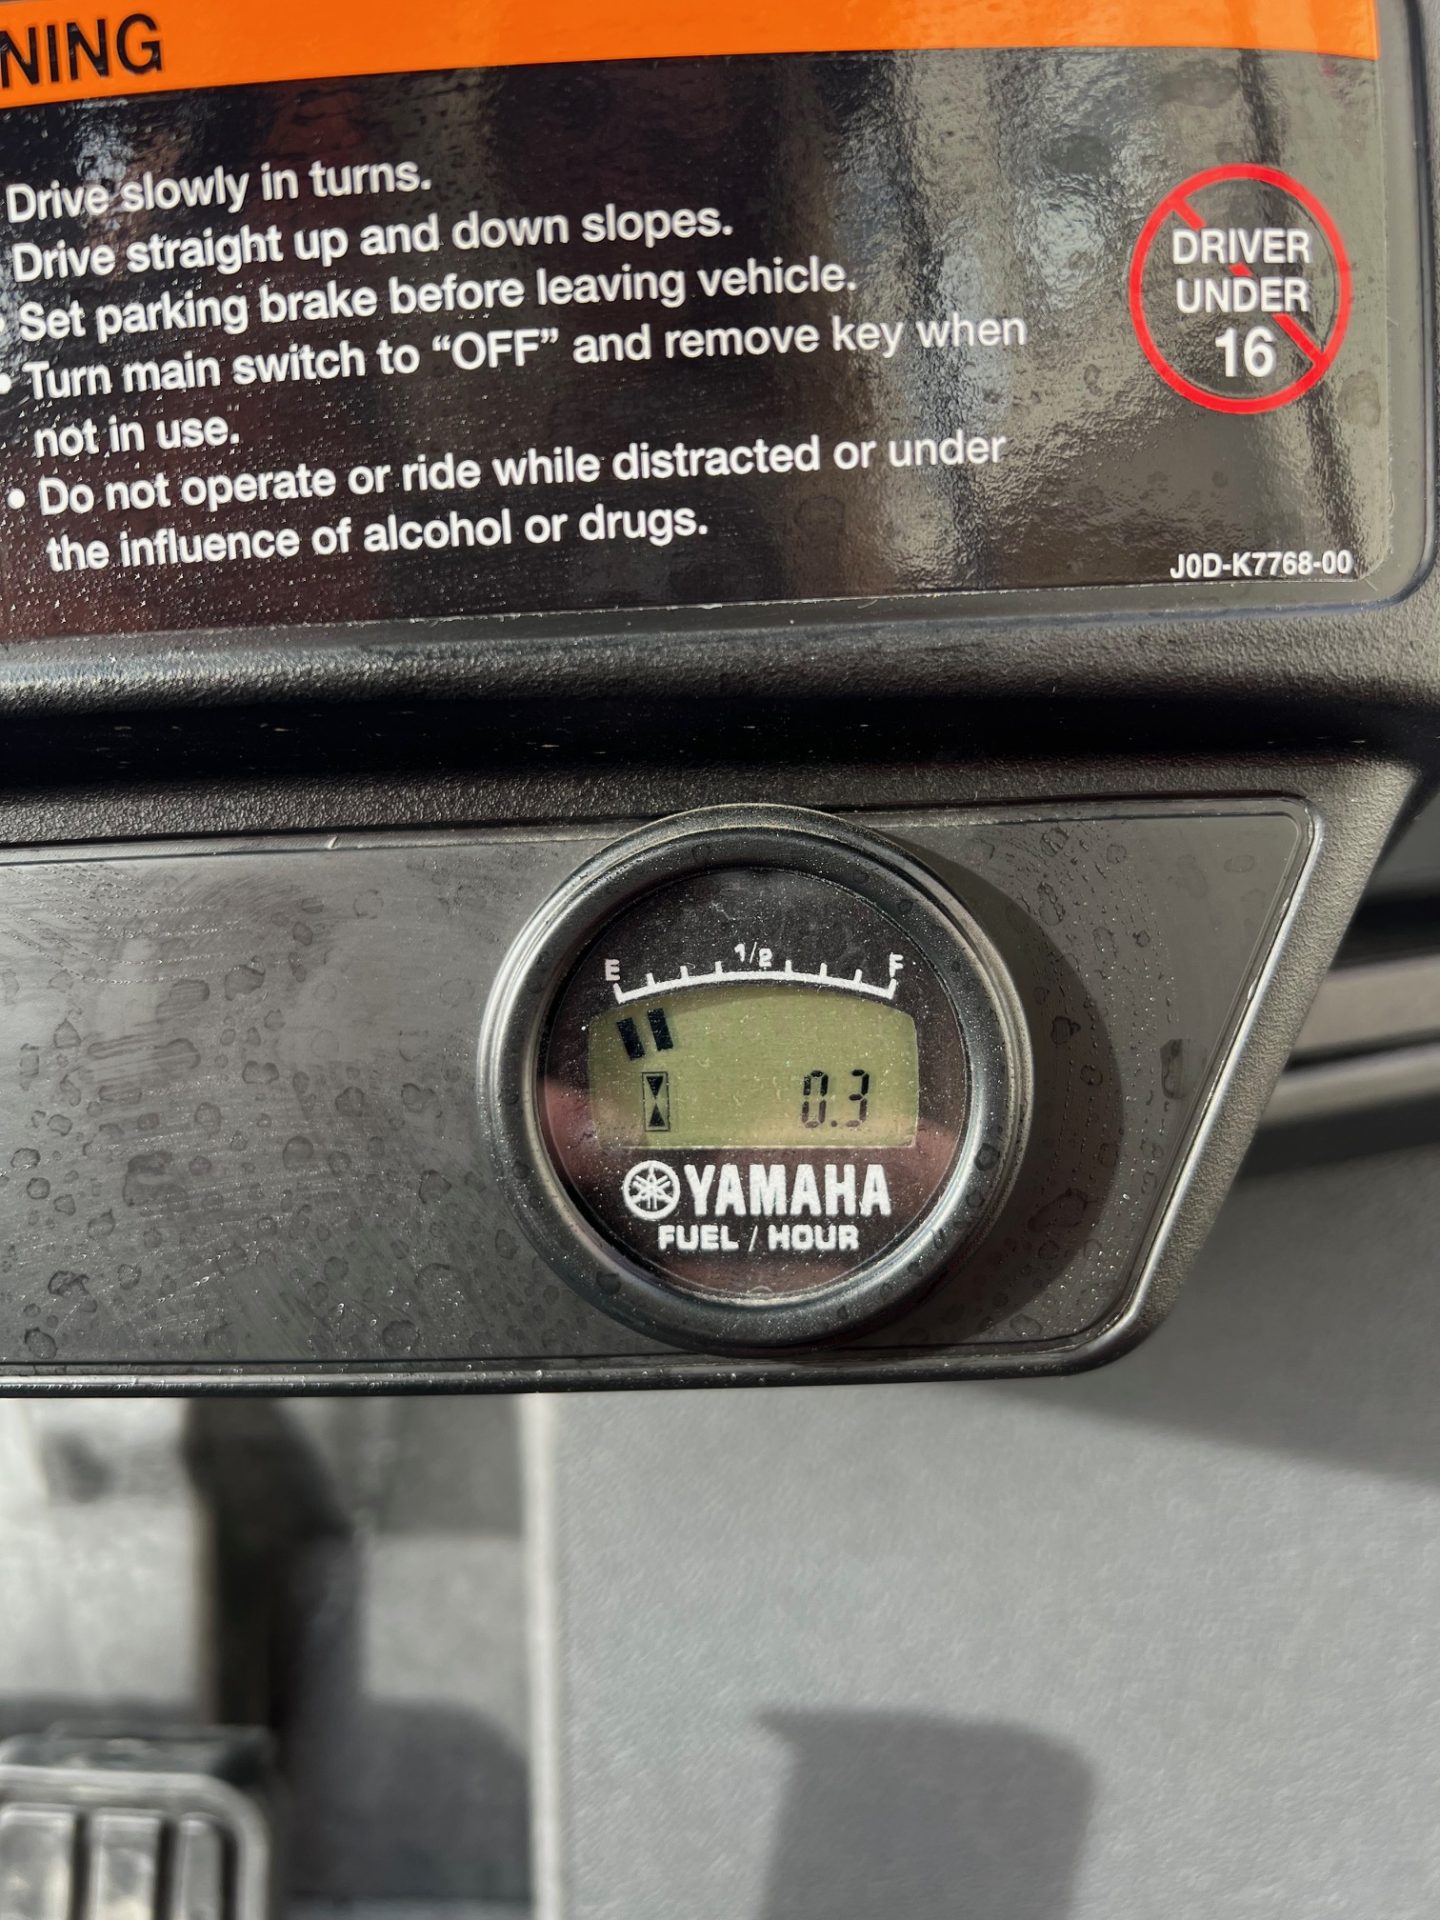 NING
Drive slowly in turns.
Drive straight up and down slopes.
• Set parking brake before leaving vehicle.
• Turn main switch to “OFF” and remove key when
not in use.
• Do not operate or ride while distracted or under
the influence of alcohol or drugs.
DRIVER
UNDER
16
J0D-K7768-00
E 1/2 F
0.3
YAMAHA
FUEL / HOUR